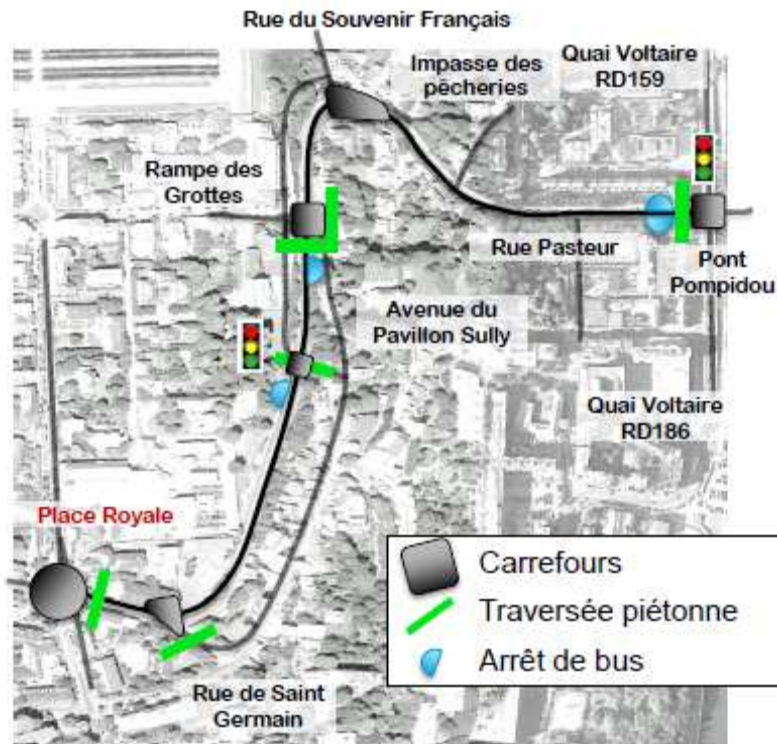 Rue du Souvenir Français
Impasse des
pêcheries
Quai Voltaire
RD159
Rampe des
Grottes
Rue Pasteur
Pont
Pompidou
Avenue du
Pavillon Sully
Quai Voltaire
RD186
Place Royale
Carrefours
Traversée piétonne
Arrêt de bus
Rue de Saint
Germain